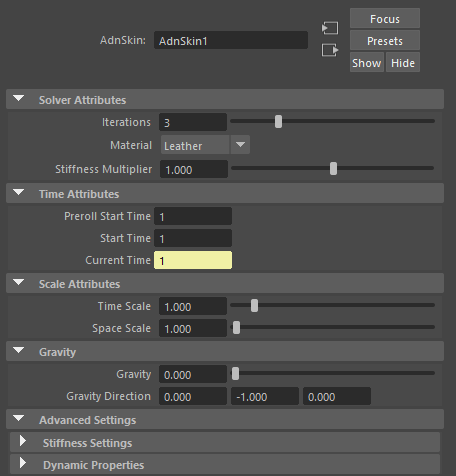 Focus
AdnSkin: AdnSkin1
Presets
Show Hide
Solver Attributes
Iterations 3
Material Leather
Stiffness Multiplier 1.000
Time Attributes
Preroll Start Time 1
Start Time 1
Current Time 1
Scale Attributes
Time Scale 1.000
Space Scale 1.000
Gravity
Gravity 0.000
Gravity Direction 0.000 -1.000 0.000
Advanced Settings
Stiffness Settings
Dynamic Properties